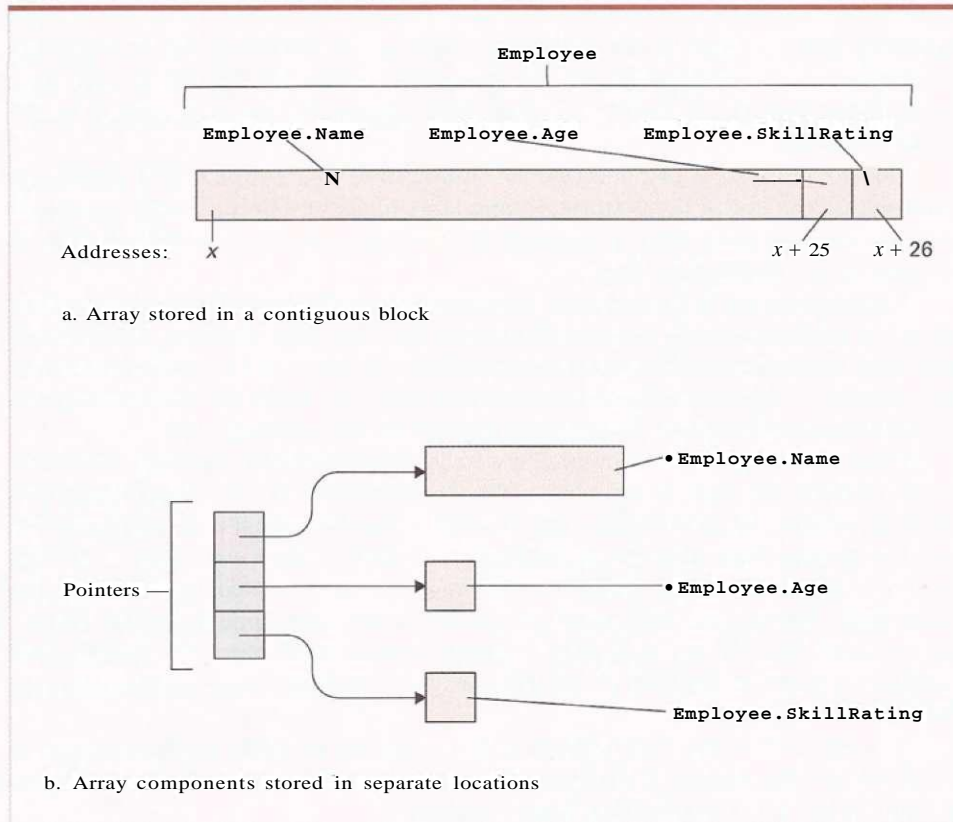 Employee
Employee.Name Employee.Age Employee.SkillRating
N \
Addresses: x x + 25 x + 26
a. Array stored in a contiguous block
• Employee.Name
Pointers
• Employee.Age
Employee.SkillRating
b. Array components stored in separate locations